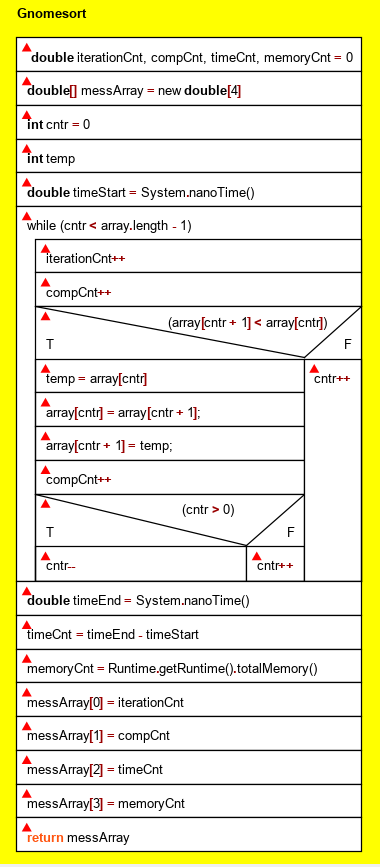 Gnomesort
double iterationCnt, compCnt, timeCnt, memoryCnt = 0
double[] messArray = new double[4]
int cntr = 0
int temp
double timeStart = System.nanoTime()
while (cntr < array.length - 1)
iterationCnt++
compCnt++
(array[cntr + 1] < array[cntr])
T F
temp = array[cntr] cntr++
array[cntr] = array[cntr + 1];
array[cntr + 1] = temp;
compCnt++
(cntr > 0)
T F
cntr-- cntr++
double timeEnd = System.nanoTime()
timeCnt = timeEnd - timeStart
memoryCnt = Runtime.getRuntime().totalMemory()
messArray[0] = iterationCnt
messArray[1] = compCnt
messArray[2] = timeCnt
messArray[3] = memoryCnt
return messArray